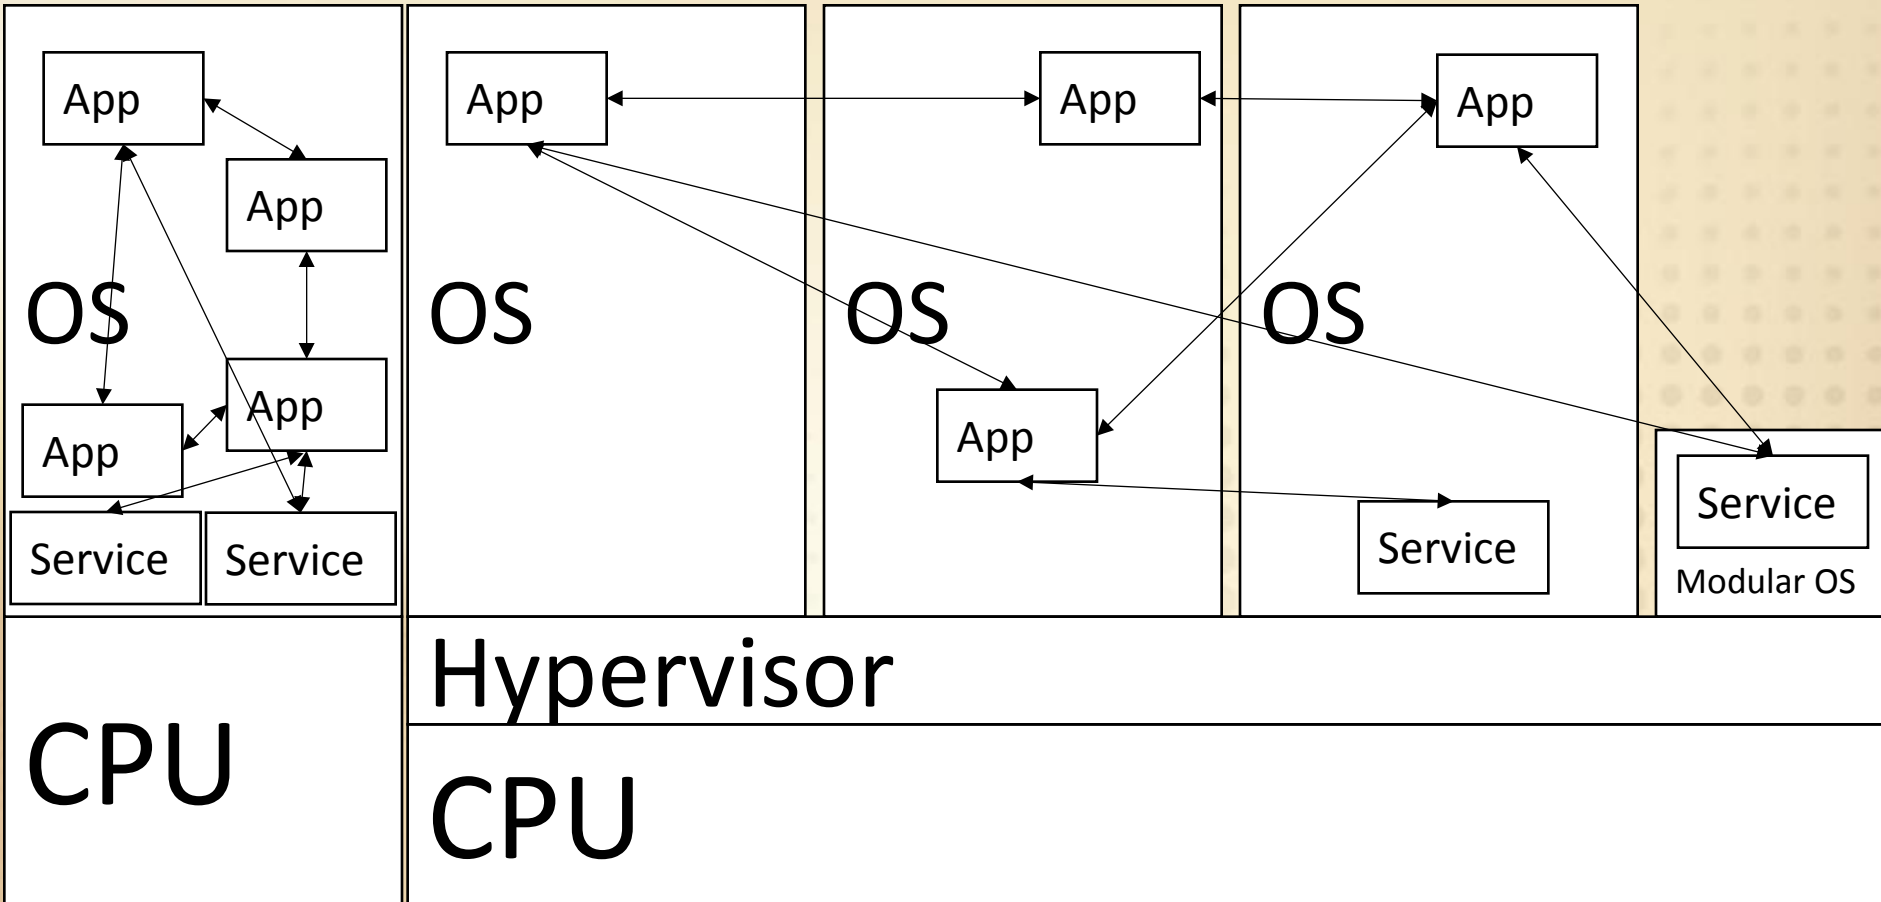 App
App
OS
App
App
Service
Service
CPU
App
OS
App
OS
App
App
OS
Service
Service
Modular OS
Hypervisor
CPU